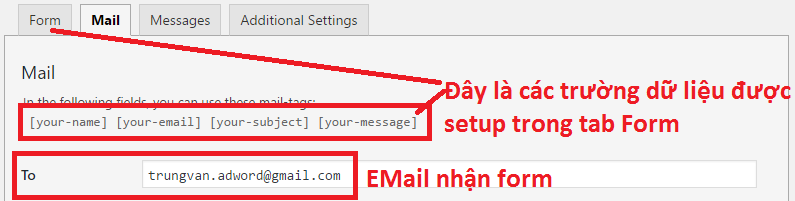 Form Mail Messages Additional Settings
Mail
In the following fields, you can use these mail-tags:
Đây là các trường dữ liệu được
[your-name] [your-email] [your-subject] [your-message]
setup trong tab Form
To trungvan.adword@gmail.com EMail nhận form